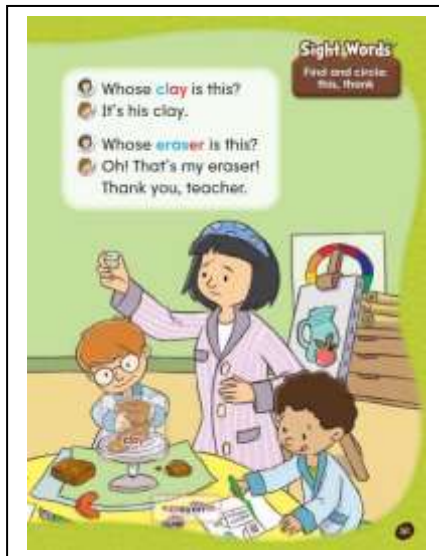 Sight Words
Find and circle:
this, thank
Whose clay is this?
It's his clay.
Whose eraser is this?
Oh! That's my eraser!
Thank you, teacher.
clay